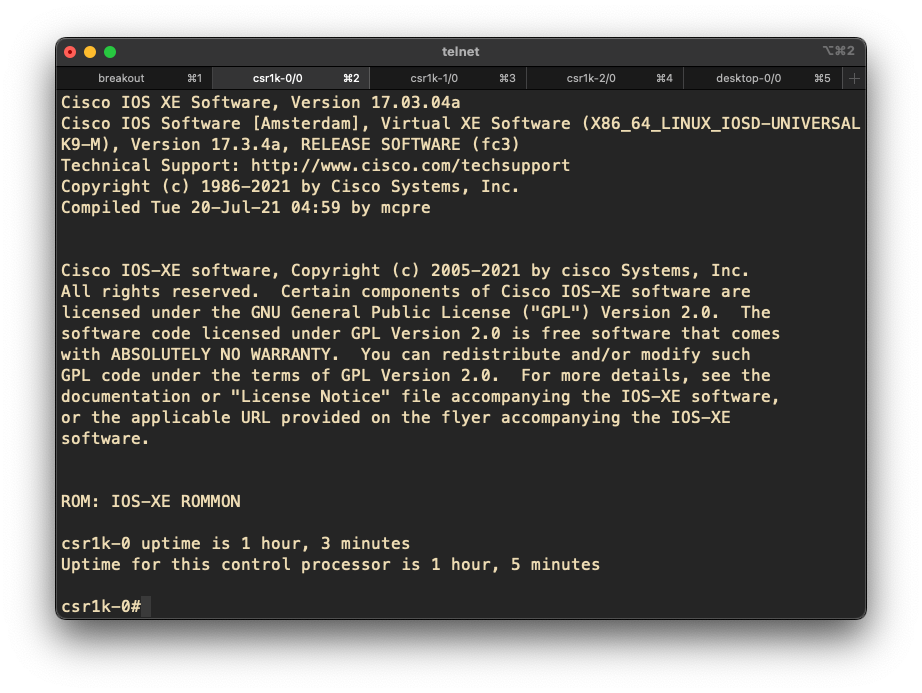 telnet
⌥⌘2
breakout ⌘1 csr1k-0/0 ⌘2 csr1k-1/0 ⌘3 csr1k-2/0 ⌘4 desktop-0/0 ⌘5 +
Cisco IOS XE Software, Version 17.03.04a
Cisco IOS Software [Amsterdam], Virtual XE Software (X86_64_LINUX_IOSD-UNIVERSAL
K9-M), Version 17.3.4a, RELEASE SOFTWARE (fc3)
Technical Support: http://www.cisco.com/techsupport
Copyright (c) 1986-2021 by Cisco Systems, Inc.
Compiled Tue 20-Jul-21 04:59 by mcpre
Cisco IOS-XE software, Copyright (c) 2005-2021 by cisco Systems, Inc.
All rights reserved.  Certain components of Cisco IOS-XE software are
licensed under the GNU General Public License ("GPL") Version 2.0.  The
software code licensed under GPL Version 2.0 is free software that comes
with ABSOLUTELY NO WARRANTY.  You can redistribute and/or modify such
GPL code under the terms of GPL Version 2.0.  For more details, see the
documentation or "License Notice" file accompanying the IOS-XE software,
or the applicable URL provided on the flyer accompanying the IOS-XE
software.
ROM: IOS-XE ROMMON
csr1k-0 uptime is 1 hour, 3 minutes
Uptime for this control processor is 1 hour, 5 minutes
csr1k-0#